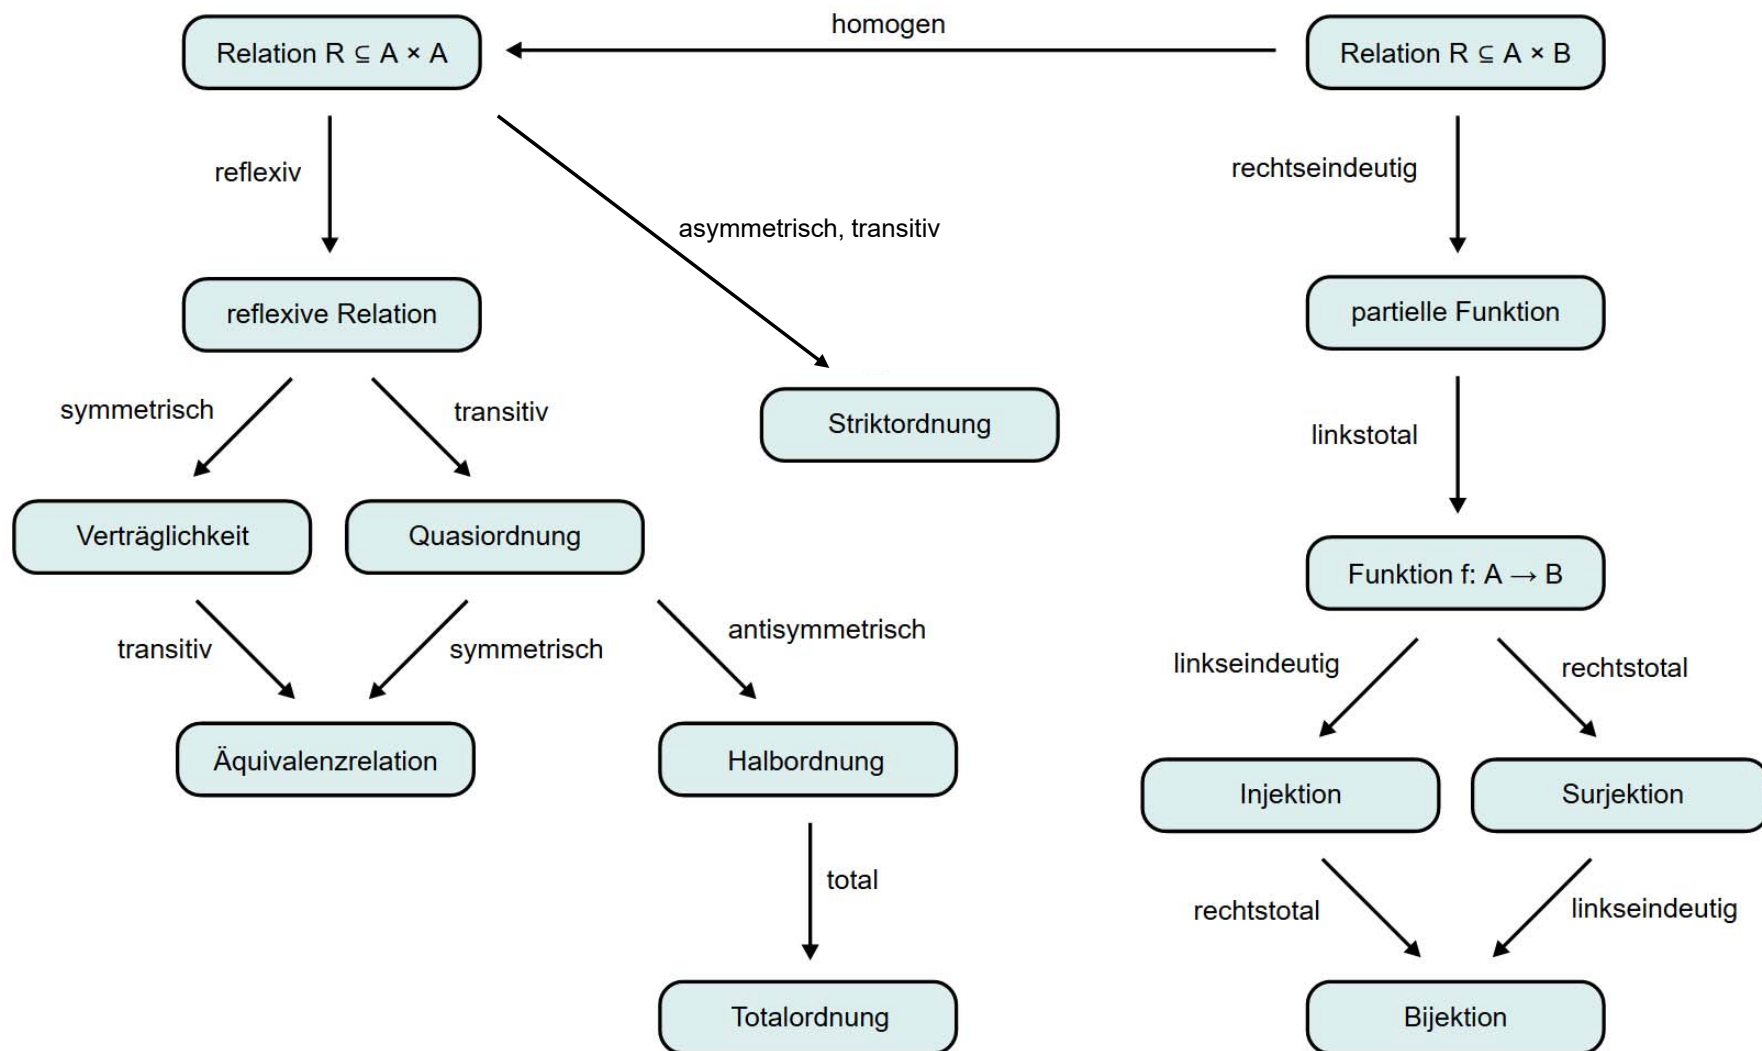 homogen
Relation R ⊆ A × A
Relation R ⊆ A × B
reflexiv
rechtseindeutig
asymmetrisch, transitiv
reflexive Relation
partielle Funktion
symmetrisch
transitiv
Striktordnung
linkstotal
Verträglichkeit
Quasiordnung
Funktion f: A → B
transitiv
symmetrisch
antisymmetrisch
linkseindeutig
rechtstotal
Äquivalenzrelation
Halbordnung
Injektion
Surjektion
total
rechtstotal
linkseindeutig
Totalordnung
Bijektion